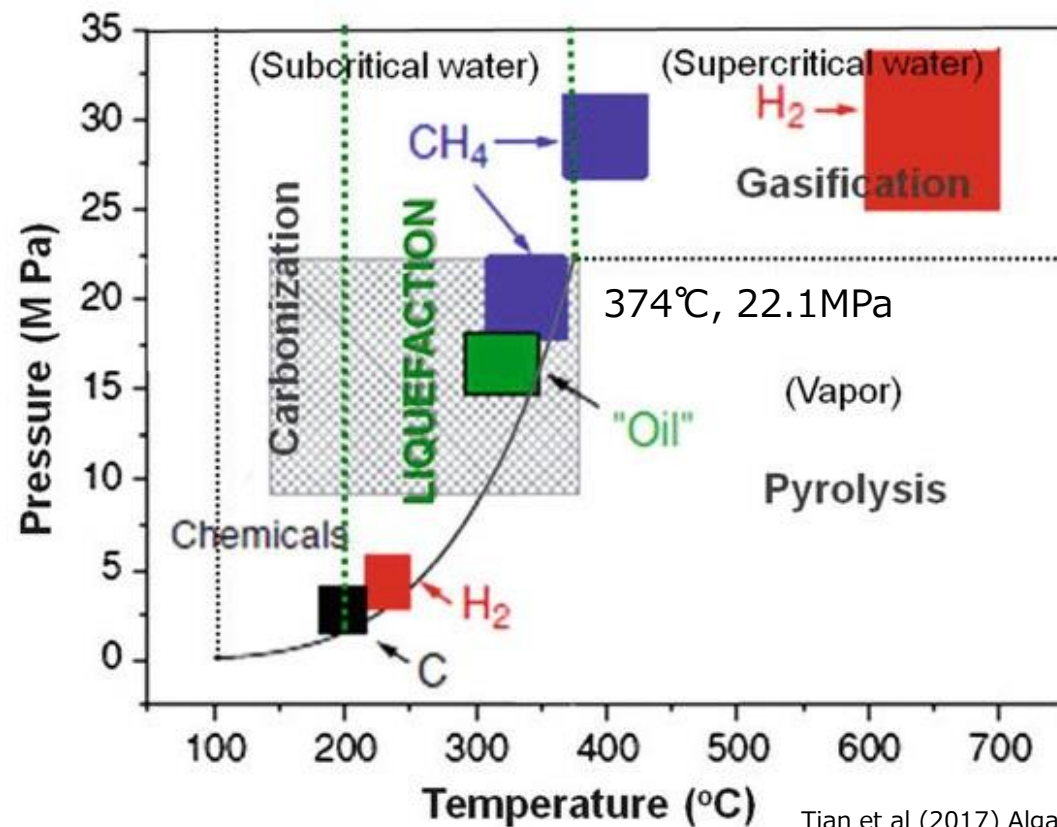 35
(Subcritical water)
(Supercritical water)
30
CH₄
H₂
25
Gasification
Carbonization
LIQUEFACTION
20
374℃, 22.1MPa
15
(Vapor)
"Oil"
10
Pyrolysis
Chemicals
5
H₂
0
C
Pressure (M Pa)
100 200 300 400 500 600 700
Temperature (ºC)
Tian et al (2017) Alga